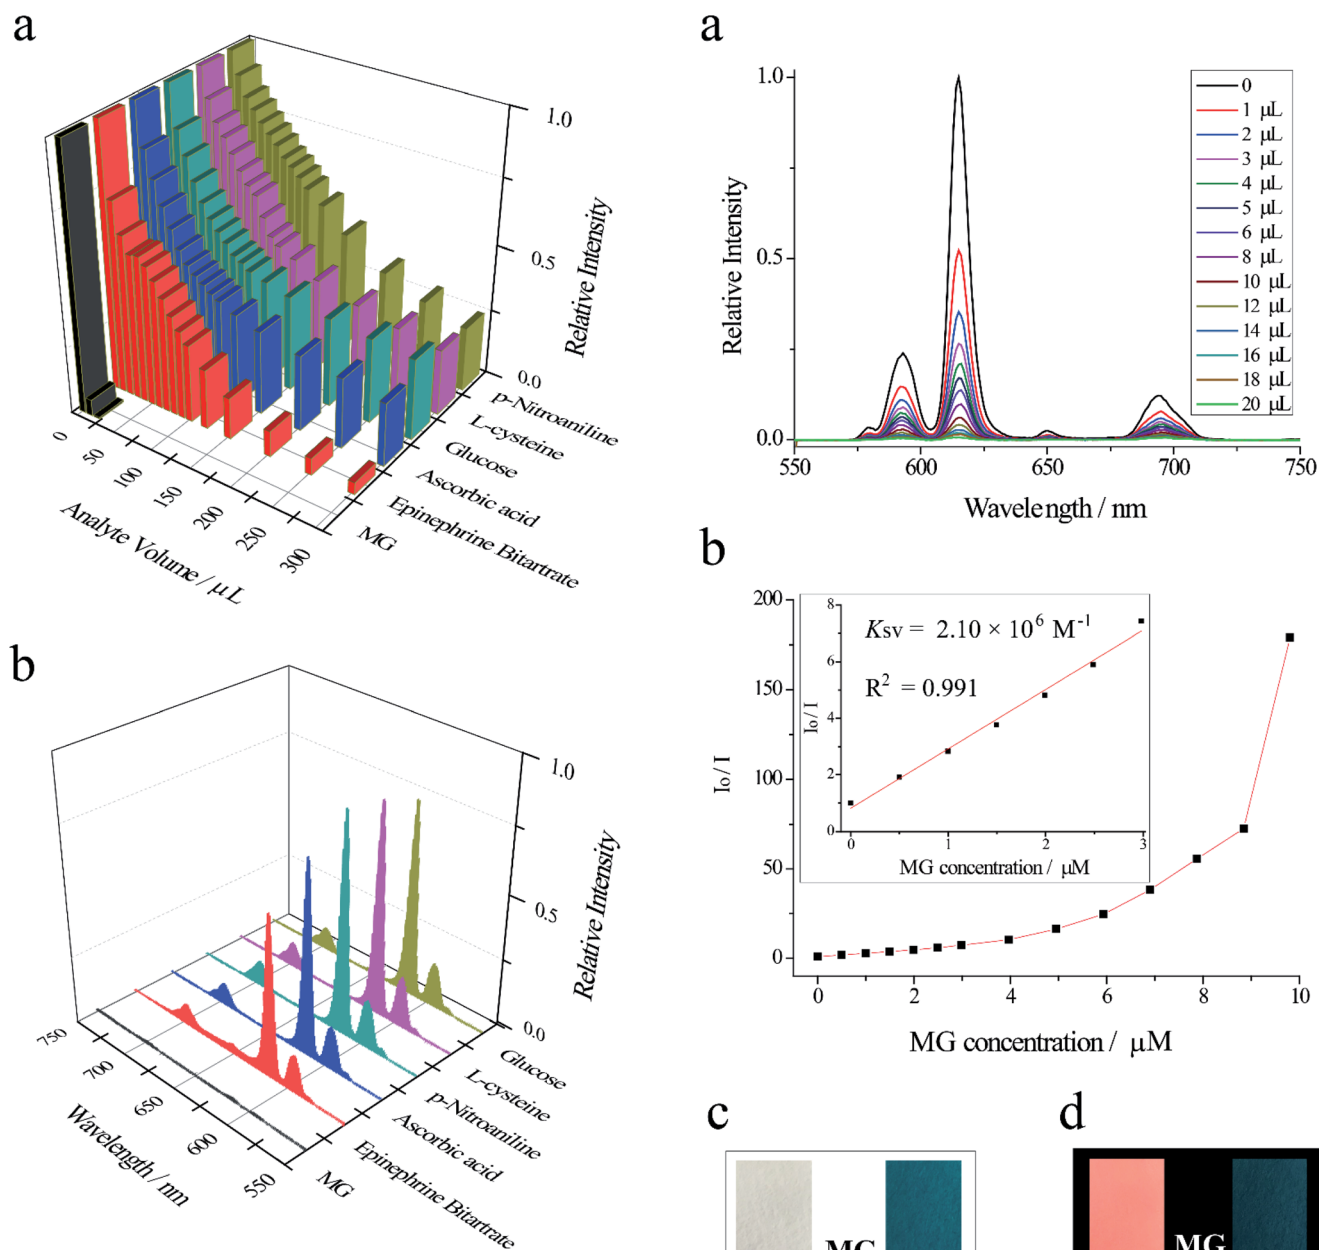 a
1.0
0.5
0.0
Relative Intensity
0
50
100
150
200
250
300
Analyte Volume / μL
p-Nitroaniline
L-cysteine
Glucose
Ascorbic acid
Epinephrine Bitartrate
MG
b
1.0
0.5
0.0
Relative Intensity
750
700
650
600
550
Wavelength / nm
Glucose
L-cysteine
p-Nitroaniline
Ascorbic acid
Epinephrine Bitartrate
MG
a
1.0
0.5
0.0
Relative Intensity
0
1 μL
2 μL
3 μL
4 μL
5 μL
6 μL
8 μL
10 μL
12 μL
14 μL
16 μL
18 μL
20 μL
550 600 650 700 750
Wavelength / nm
b
200
150
100
50
0
I₀ / I
8
6
4
2
0
I₀ / I
Ksv = 2.10 × 10⁶ M⁻¹
R² = 0.991
0 1 2 3
MG concentration / μM
0 2 4 6 8 10
MG concentration / μM
c
MG
d
MG